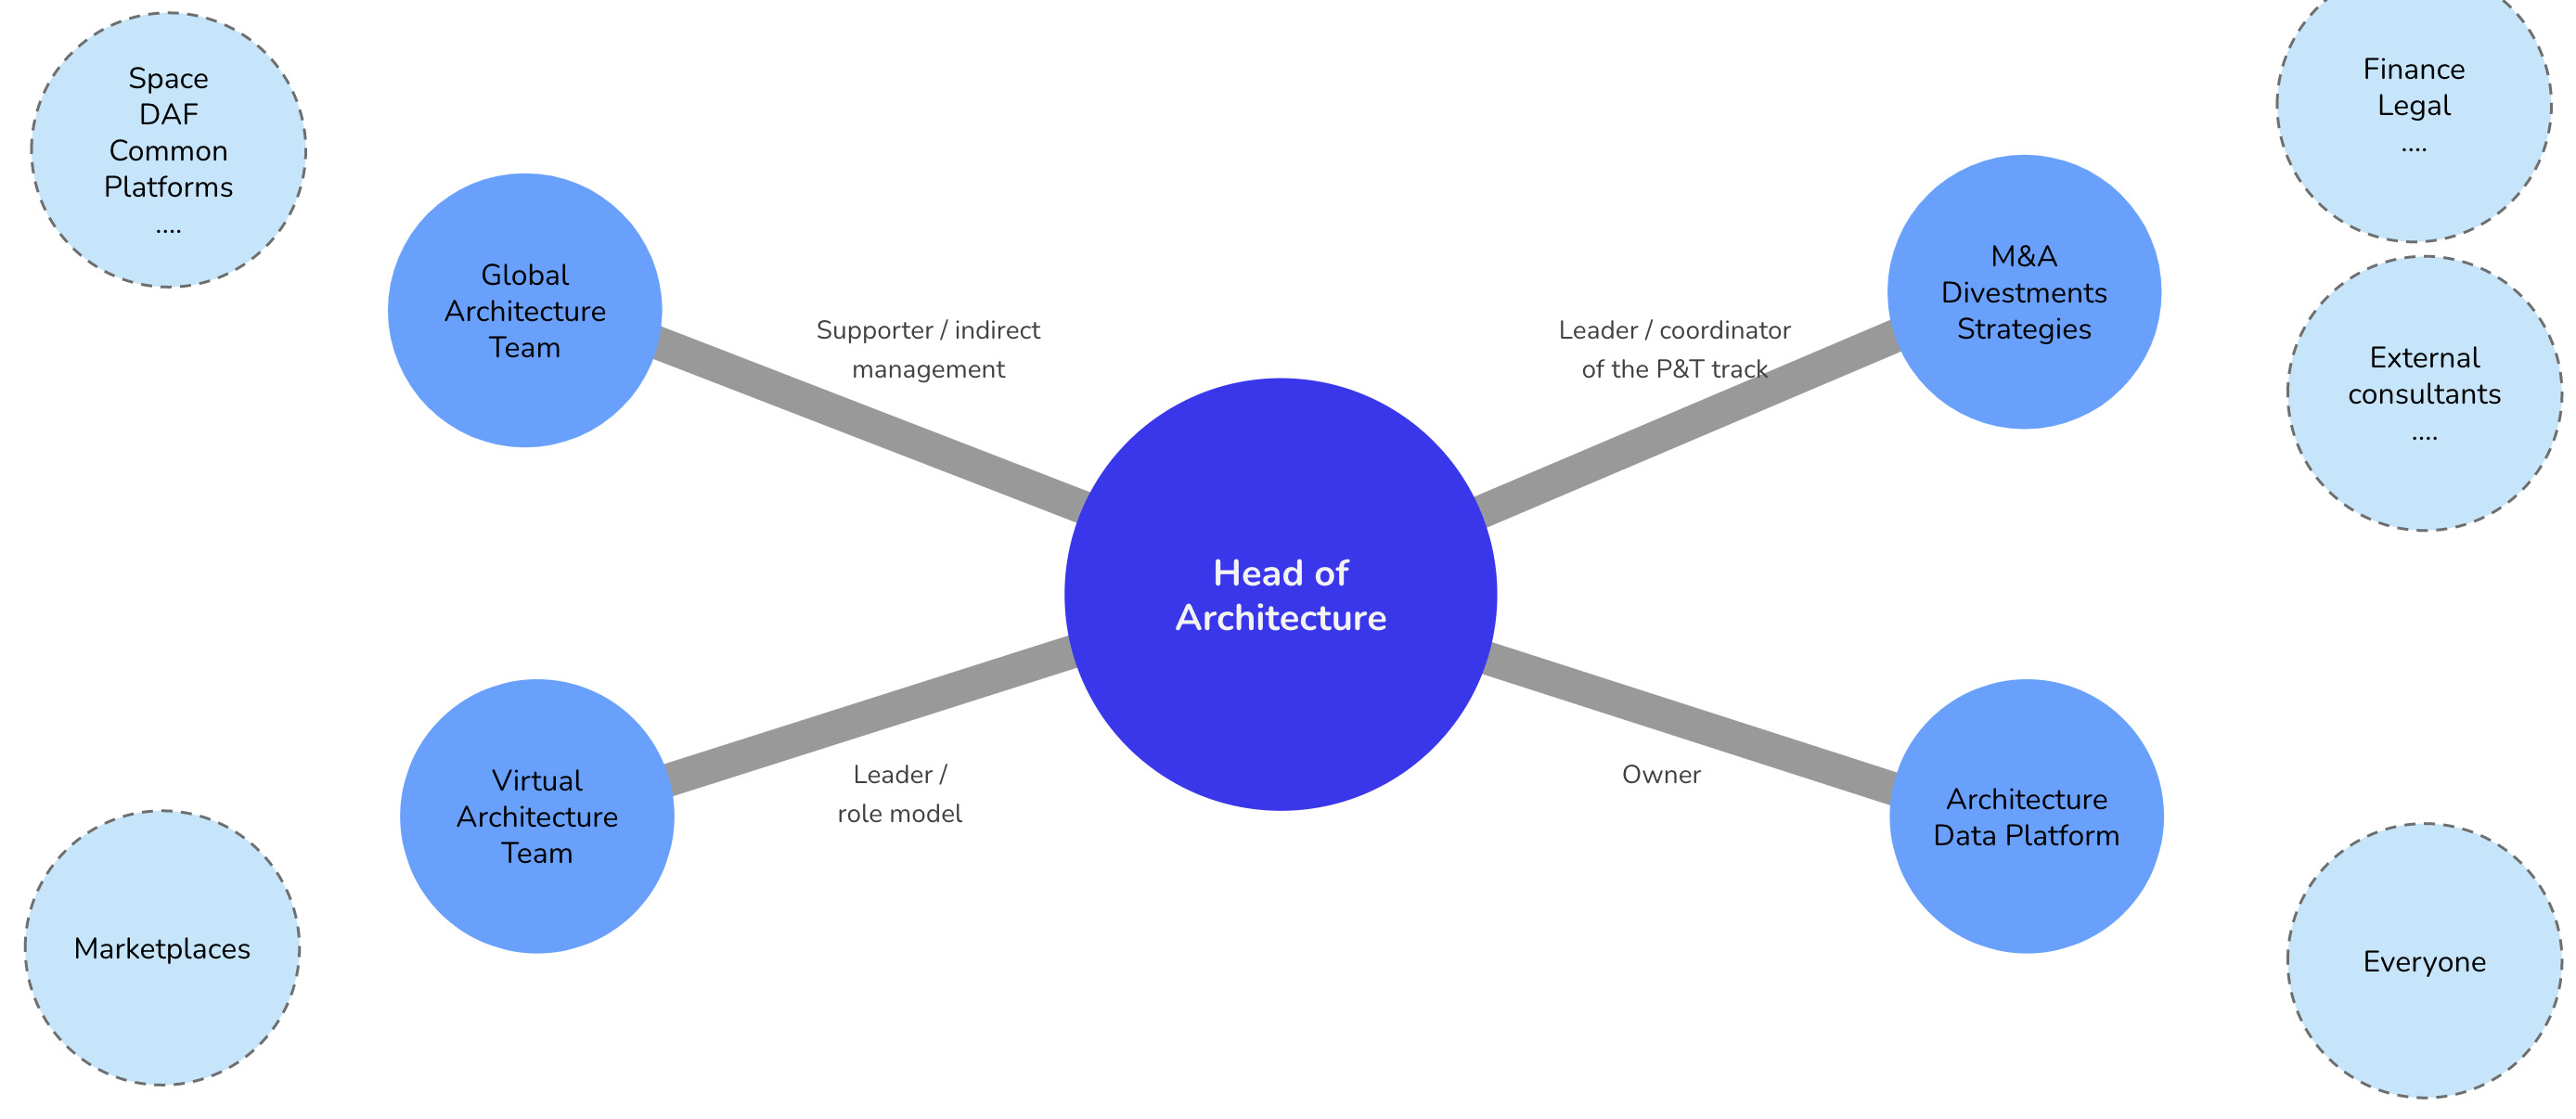 Space
DAF
Common
Platforms
....
Finance
Legal
....
Global
Architecture
Team
Supporter / indirect
management
Leader / coordinator
of the P&T track
M&A
Divestments
Strategies
External
consultants
....
Head of
Architecture
Virtual
Architecture
Team
Leader /
role model
Owner
Architecture
Data Platform
Marketplaces
Everyone